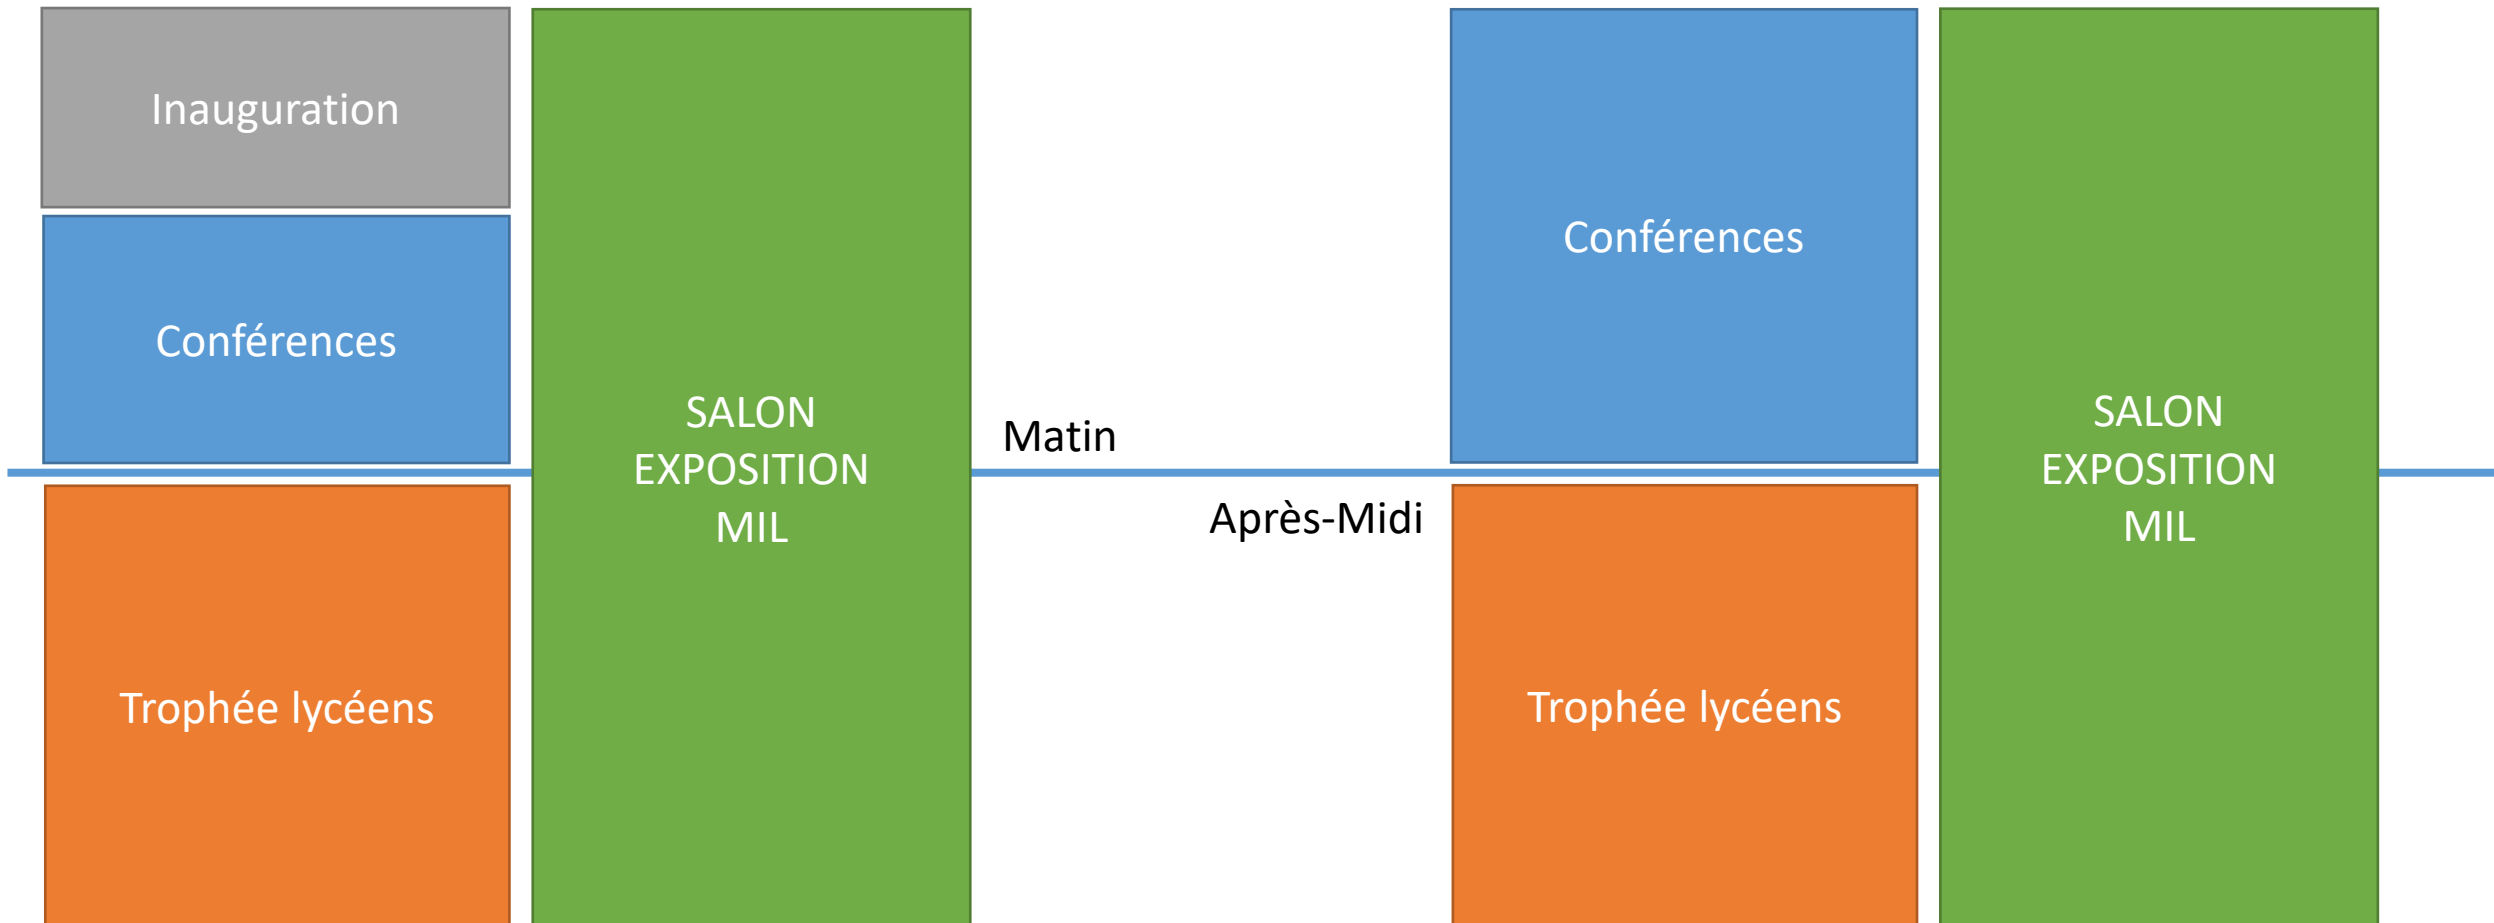 Inauguration
Conférences
Trophée lycéens
SALON
EXPOSITION
MIL
Matin
Après-Midi
Conférences
Trophée lycéens
SALON
EXPOSITION
MIL